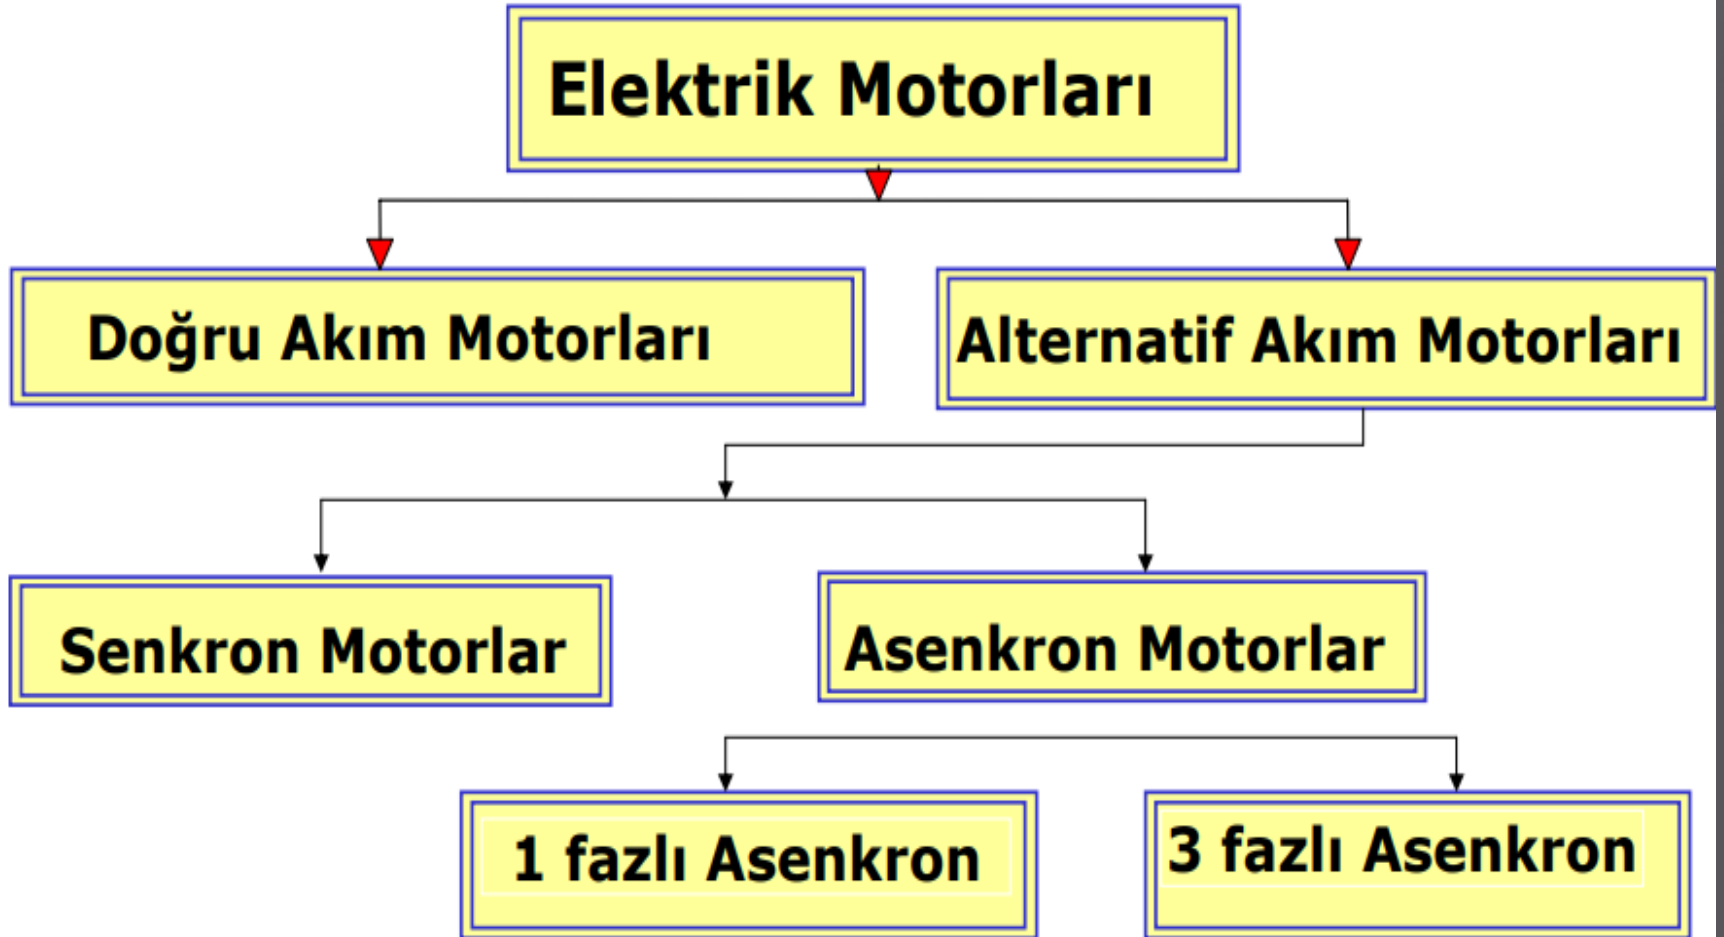 Elektrik Motorları
Doğru Akım Motorları
Alternatif Akım Motorları
Senkron Motorlar
Asenkron Motorlar
1 fazlı Asenkron
3 fazlı Asenkron